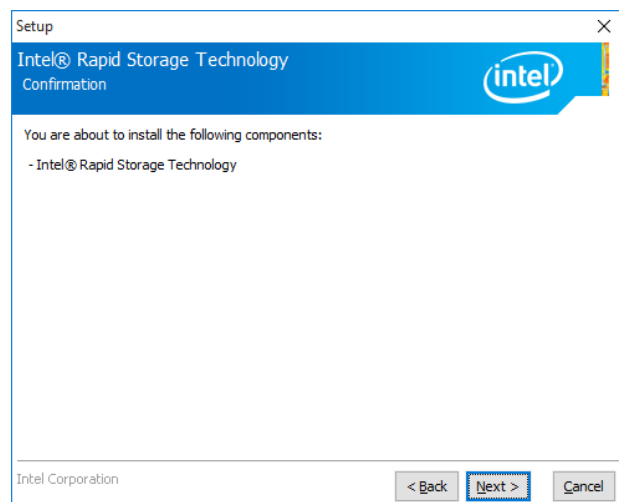 Setup
Intel® Rapid Storage Technology
Confirmation
intel
You are about to install the following components:
- Intel® Rapid Storage Technology
Intel Corporation
< Back
Next >
Cancel